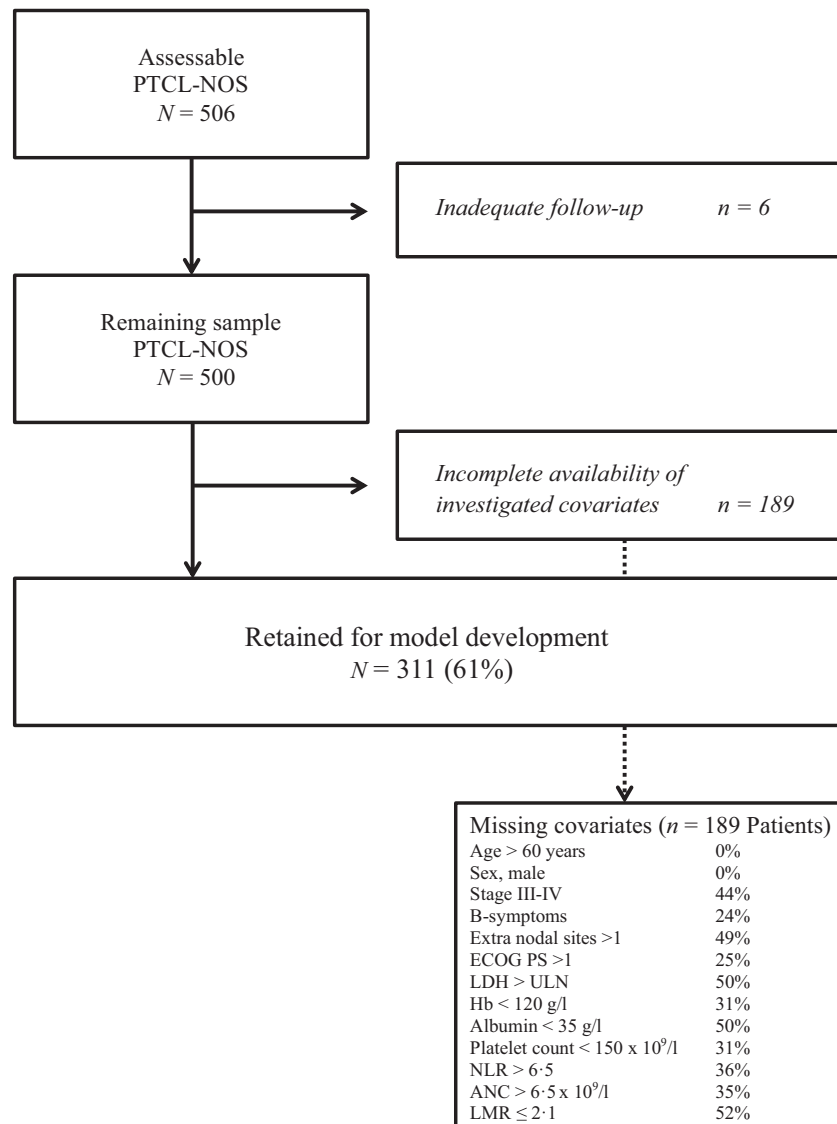 Assessable
PTCL-NOS
N = 506
Inadequate follow-up n = 6
Remaining sample
PTCL-NOS
N = 500
Incomplete availability of
investigated covariates n = 189
Retained for model development
N = 311 (61%)
Missing covariates (n = 189 Patients)
Age > 60 years 0%
Sex, male 0%
Stage III-IV 44%
B-symptoms 24%
Extra nodal sites >1 49%
ECOG PS >1 25%
LDH > ULN 50%
Hb < 120 g/l 31%
Albumin < 35 g/l 50%
Platelet count < 150 x 10⁹/l 31%
NLR > 6·5 36%
ANC > 6·5 x 10⁹/l 35%
LMR ≤ 2·1 52%